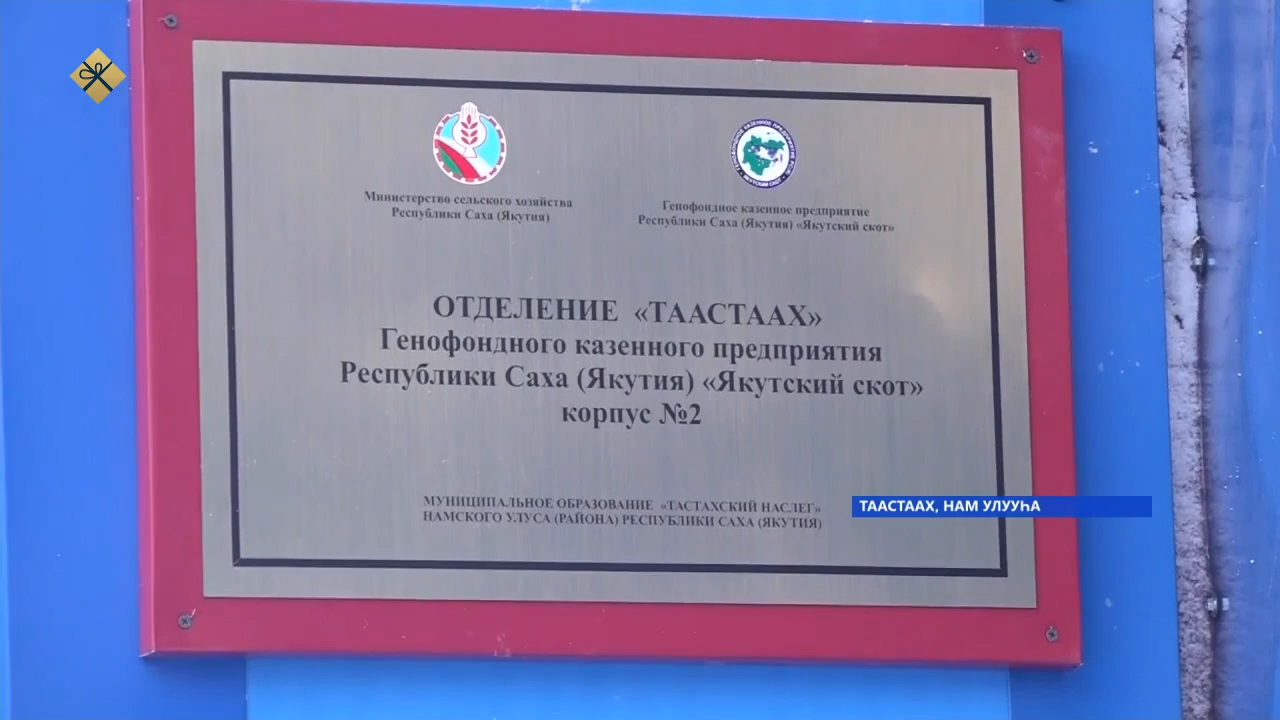 Министерство сельского хозяйства
Республики Саха (Якутия)
Генофондное казенное предприятие
Республики Саха (Якутия) «Якутский скот»
ОТДЕЛЕНИЕ «ТААСТААХ»
Генофондного казенного предприятия
Республики Саха (Якутия) «Якутский скот»
корпус №2
МУНИЦИПАЛЬНОЕ ОБРАЗОВАНИЕ «ТАСТАХСКИЙ НАСЛЕГ»
НАМСКОГО УЛУСА (РАЙОНА) РЕСПУБЛИКИ САХА (ЯКУТИЯ)
ТААСТААХ, НАМ УЛУУҺА